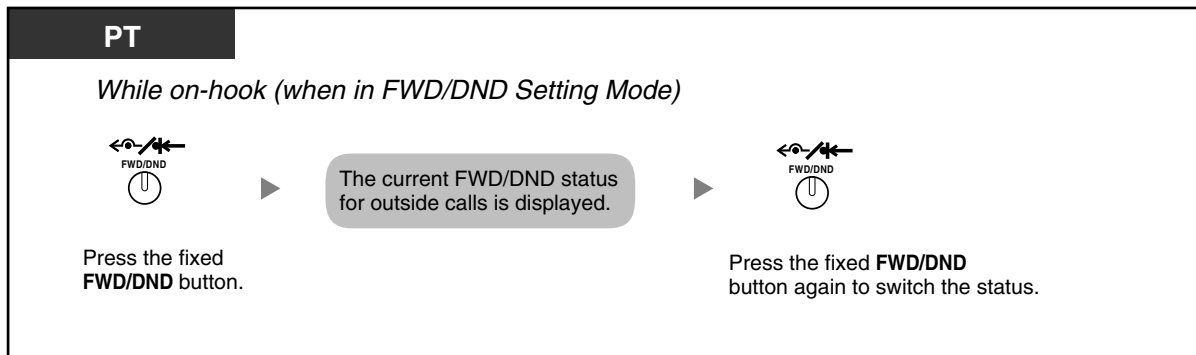 PT
While on-hook (when in FWD/DND Setting Mode)
FWD/DND
Press the fixed
FWD/DND button.
The current FWD/DND status
for outside calls is displayed.
FWD/DND
Press the fixed FWD/DND
button again to switch the status.